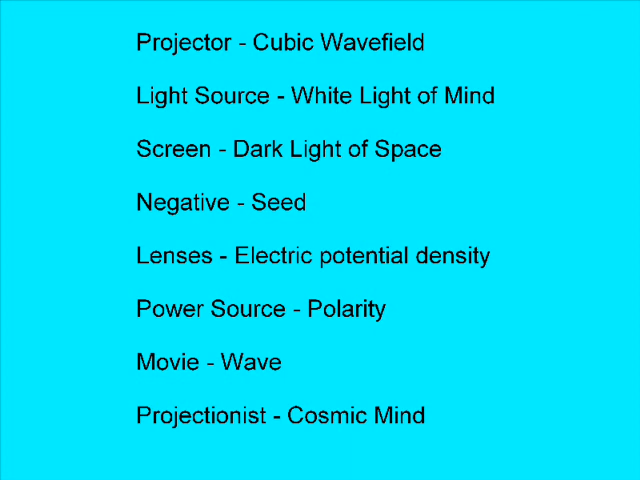 Projector - Cubic Wavefield
Light Source - White Light of Mind
Screen - Dark Light of Space
Negative - Seed
Lenses - Electric potential density
Power Source - Polarity
Movie - Wave
Projectionist - Cosmic Mind